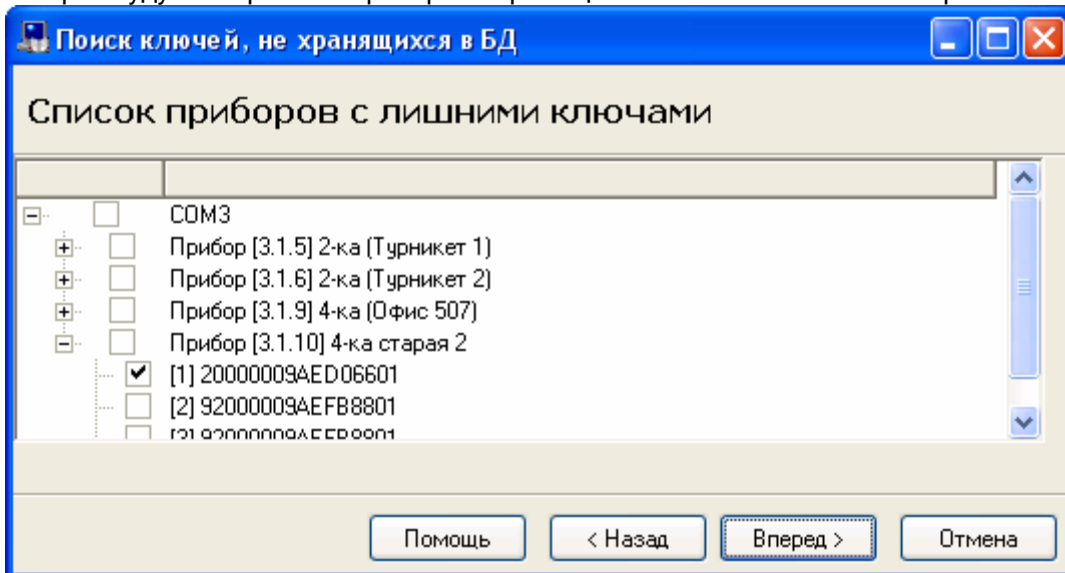 Поиск ключей, не хранящихся в БД
Список приборов с лишними ключами
COM3
Прибор [3.1.5] 2-ка (Турникет 1)
Прибор [3.1.6] 2-ка (Турникет 2)
Прибор [3.1.9] 4-ка (Офис 507)
Прибор [3.1.10] 4-ка старая 2
[1] 20000009AED06601
[2] 92000009AEFB8801
Помощь
< Назад
Вперед >
Отмена